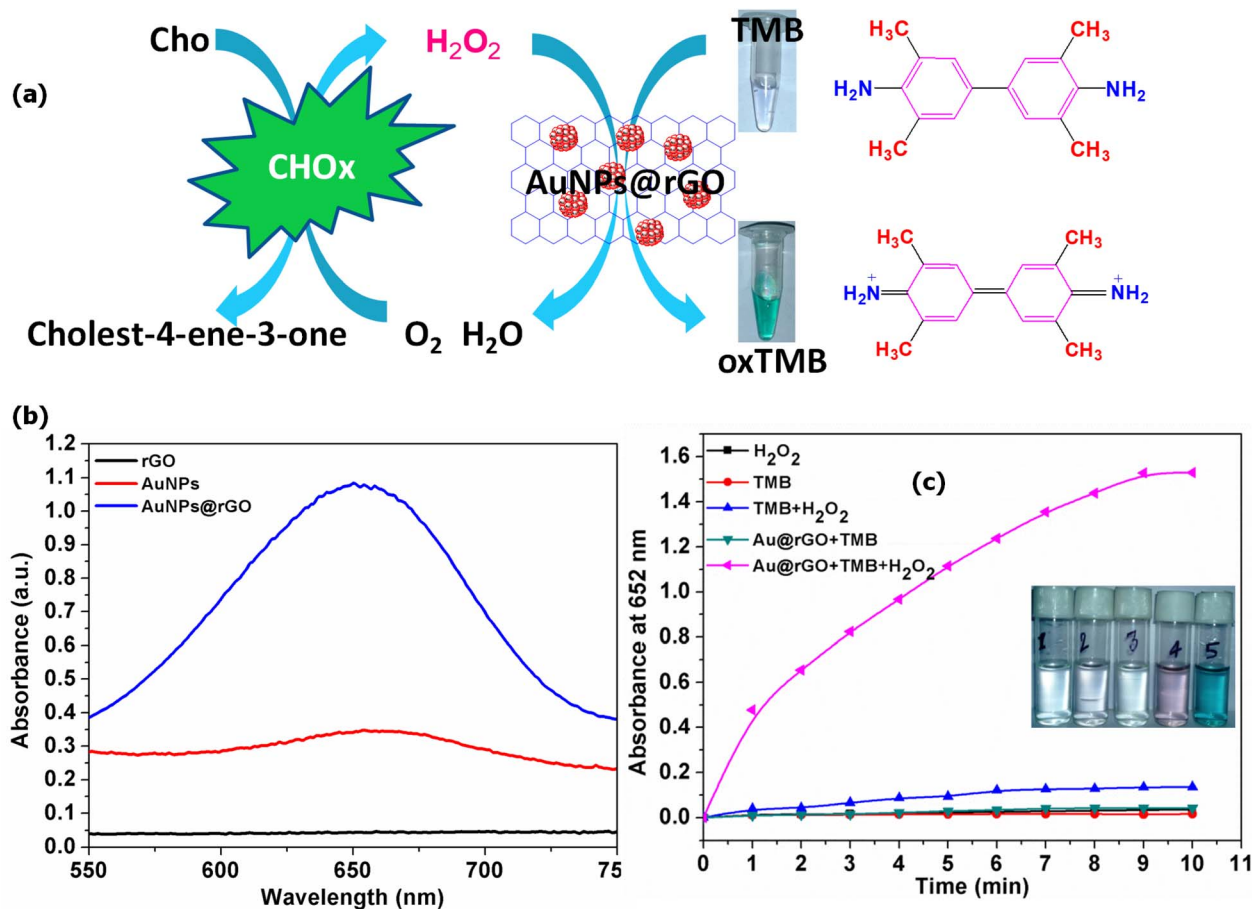 (a)
Cho
H₂O₂
TMB
CHOx
AuNPs@rGO
Cholest-4-ene-3-one
O₂ H₂O
oxTMB
H₃C
CH₃
H₂N
NH₂
H₃C
CH₃
H₃C
CH₃
H₂N
+
NH₂
+
H₃C
CH₃
(b)
rGO
AuNPs
AuNPs@rGO
Absorbance (a.u.)
1.2
1.1
1.0
0.9
0.8
0.7
0.6
0.5
0.4
0.3
0.2
0.1
0.0
550
600
650
700
75
Wavelength (nm)
(c)
H₂O₂
TMB
TMB+H₂O₂
Au@rGO+TMB
Au@rGO+TMB+H₂O₂
Absorbance at 652 nm
1.6
1.4
1.2
1.0
0.8
0.6
0.4
0.2
0.0
1 2 3 4 5
0 1 2 3 4 5 6 7 8 9 10 11
Time (min)